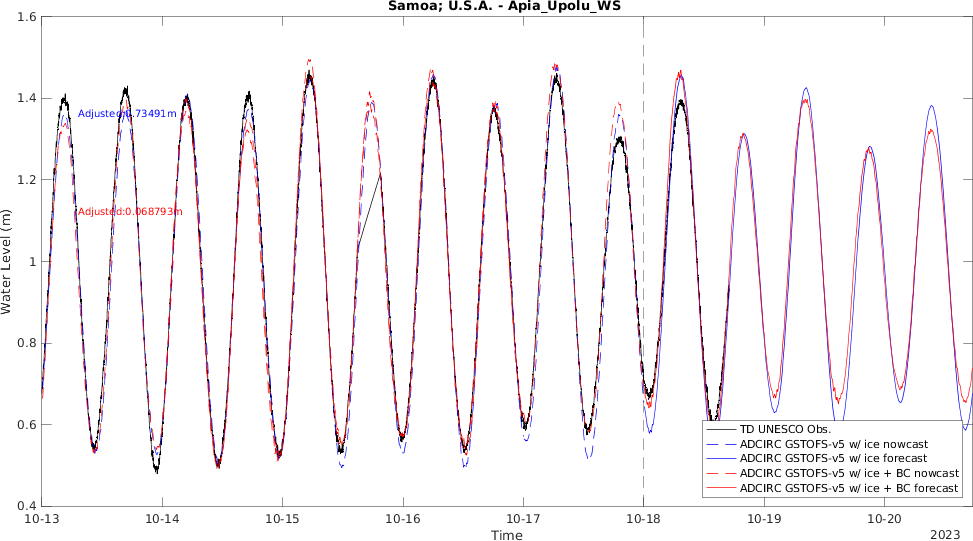 Samoa; U.S.A. - Apia_Upolu_WS
1.6
1.4
1.2
1
0.8
0.6
0.4
Water Level (m)
Adjusted:0.73491m
Adjusted:0.068793m
TD UNESCO Obs.
ADCIRC GSTOFS-v5 w/ ice nowcast
ADCIRC GSTOFS-v5 w/ ice forecast
ADCIRC GSTOFS-v5 w/ ice + BC nowcast
ADCIRC GSTOFS-v5 w/ ice + BC forecast
10-13 10-14 10-15 10-16 10-17 10-18 10-19 10-20
Time
2023